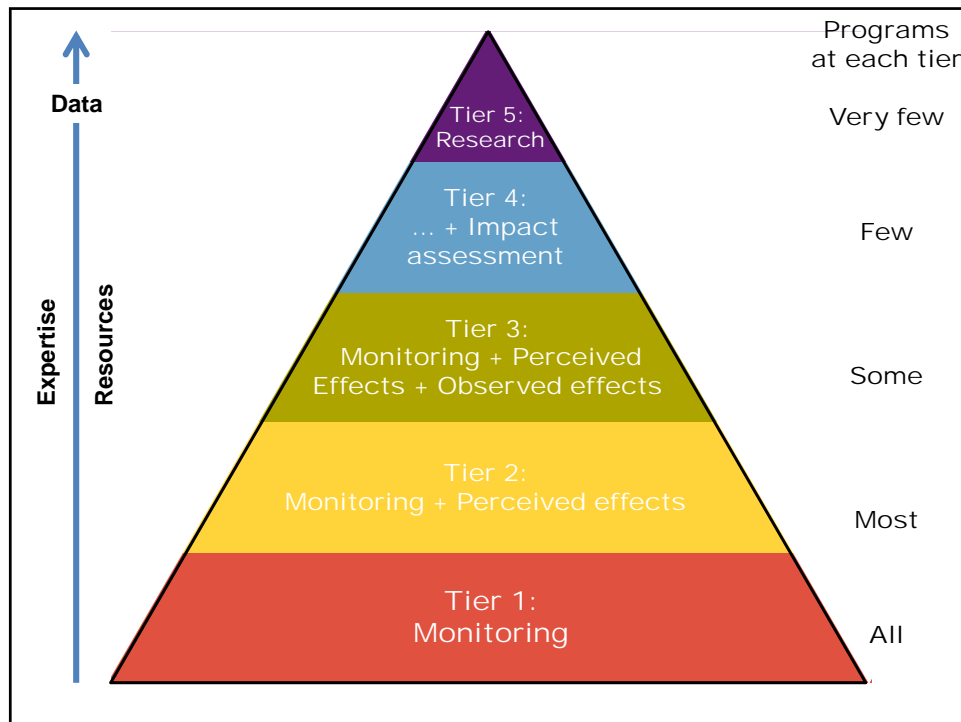 Programs
at each tier
Data
Tier 5:
Research
Very few
Tier 4:
... + Impact
assessment
Few
Expertise
Resources
Tier 3:
Monitoring + Perceived
Effects + Observed effects
Some
Tier 2:
Monitoring + Perceived effects
Most
Tier 1:
Monitoring
All